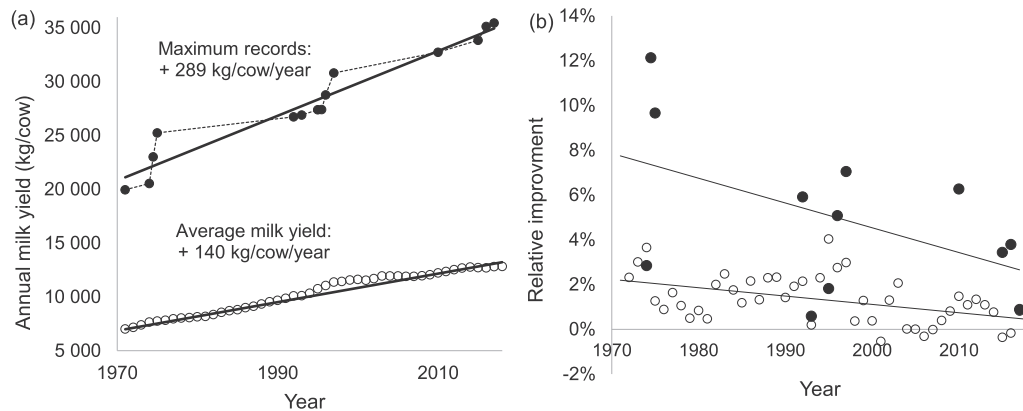 (a)
35 000
30 000
25 000
20 000
15 000
10 000
5 000
Annual milk yield (kg/cow)
Maximum records:
+ 289 kg/cow/year
Average milk yield:
+ 140 kg/cow/year
1970
1990
2010
Year
(b)
14%
12%
10%
8%
6%
4%
2%
0%
-2%
Relative improvment
1970
1980
1990
2000
2010
Year